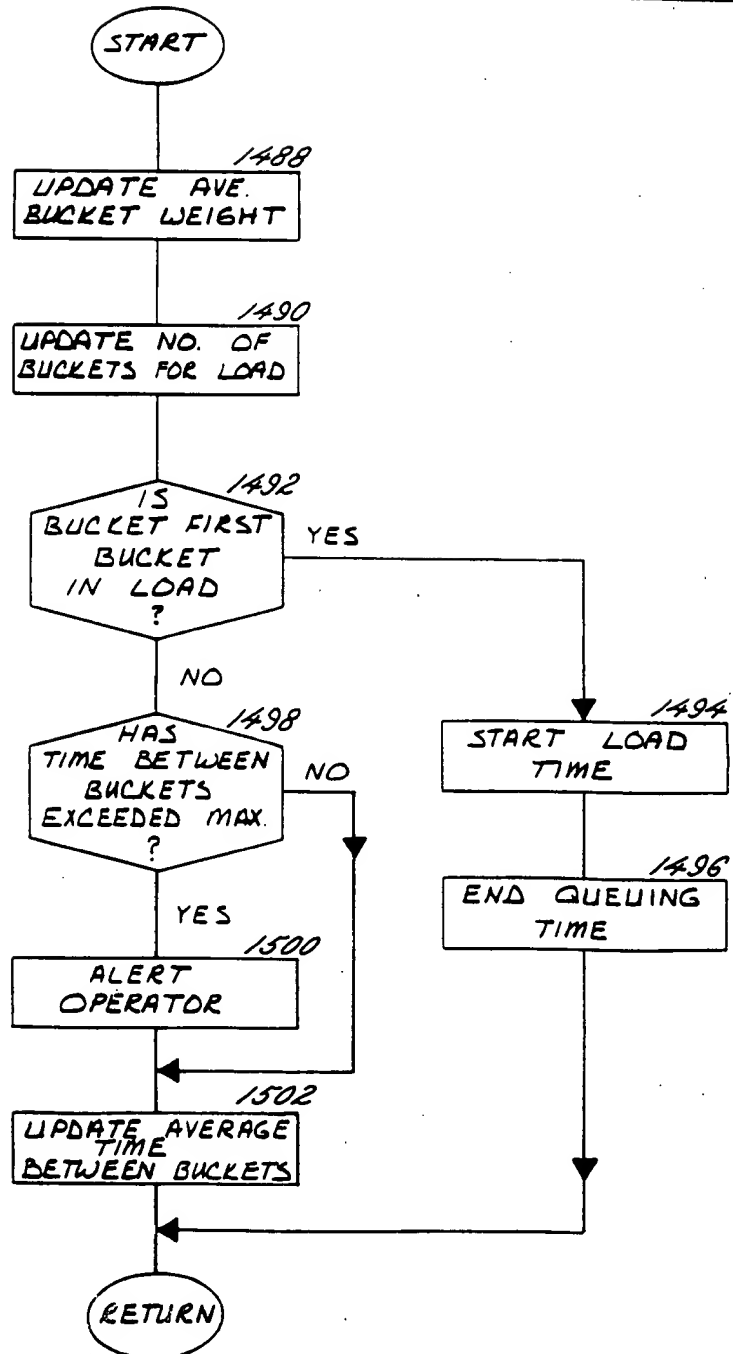 START
1488
UPDATE AVE.
BUCKET WEIGHT
1490
UPDATE NO. OF
BUCKETS FOR LOAD
1492
IS
BUCKET FIRST
BUCKET
IN LOAD
?
YES
NO
1498
HAS
TIME BETWEEN
BUCKETS
EXCEEDED MAX.
?
NO
YES
1494
START LOAD
TIME
1496
END QUEUING
TIME
1500
ALERT
OPERATOR
1502
UPDATE AVERAGE
TIME
BETWEEN BUCKETS
RETURN